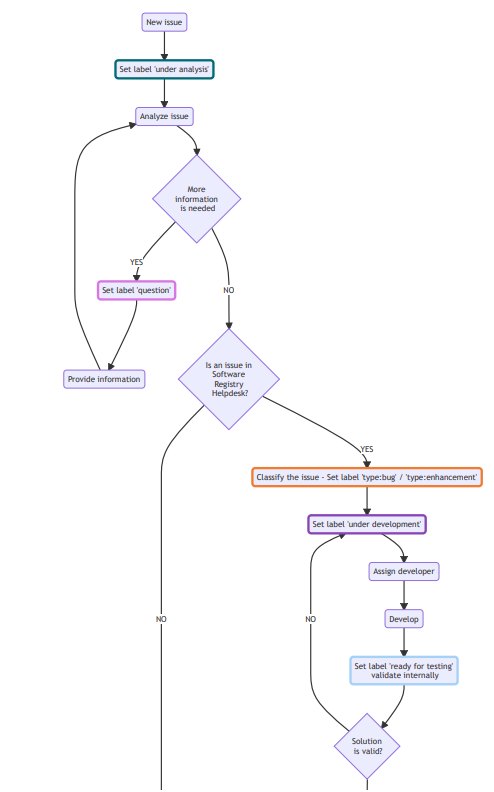 New issue
Set label 'under analysis'
Analyze issue
More
information
is needed
YES
Set label 'question'
NO
Provide information
Is an issue in
Software
Registry
Helpdesk?
YES
Classify the issue - Set label 'type:bug' / 'type:enhancement'
Set label 'under development'
Assign developer
NO
NO
Develop
Set label 'ready for testing'
validate internally
Solution
is valid?